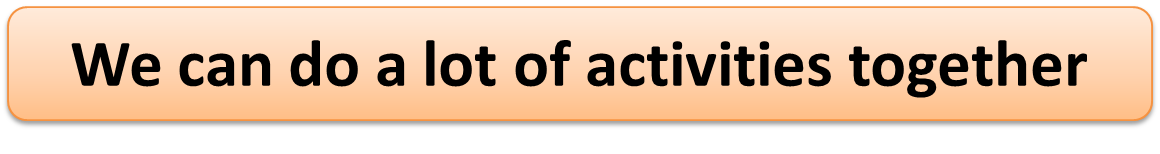 We can do a lot of activities together